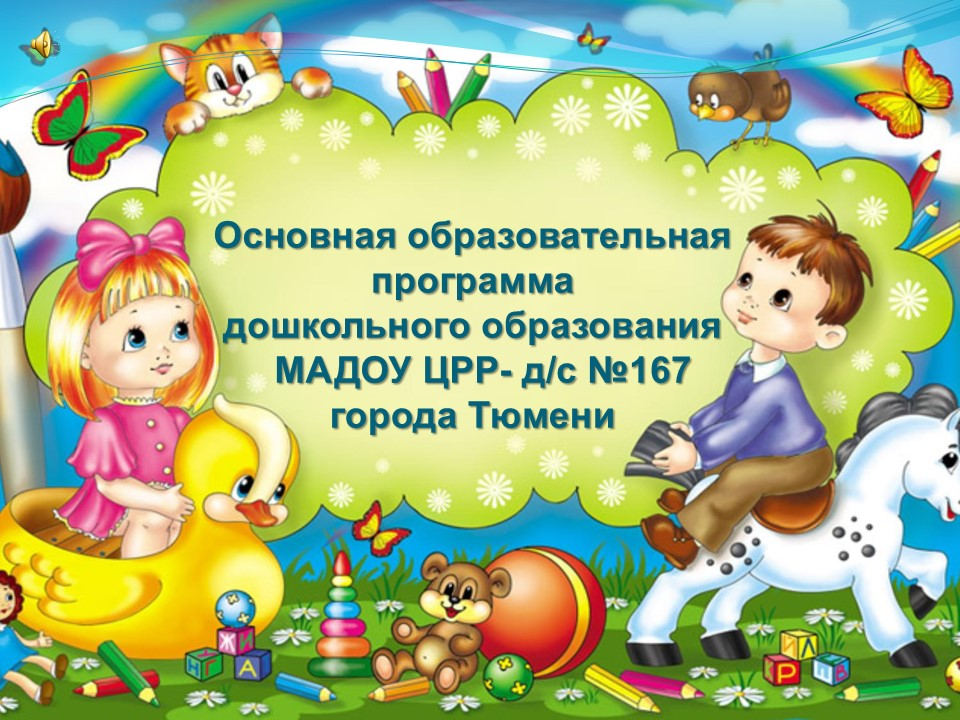 Основная образовательная
программа
дошкольного образования
МАДОУ ЦРР- д/с №167
города Тюмени
Ж И
Н Г А
И Л
Р Ш А